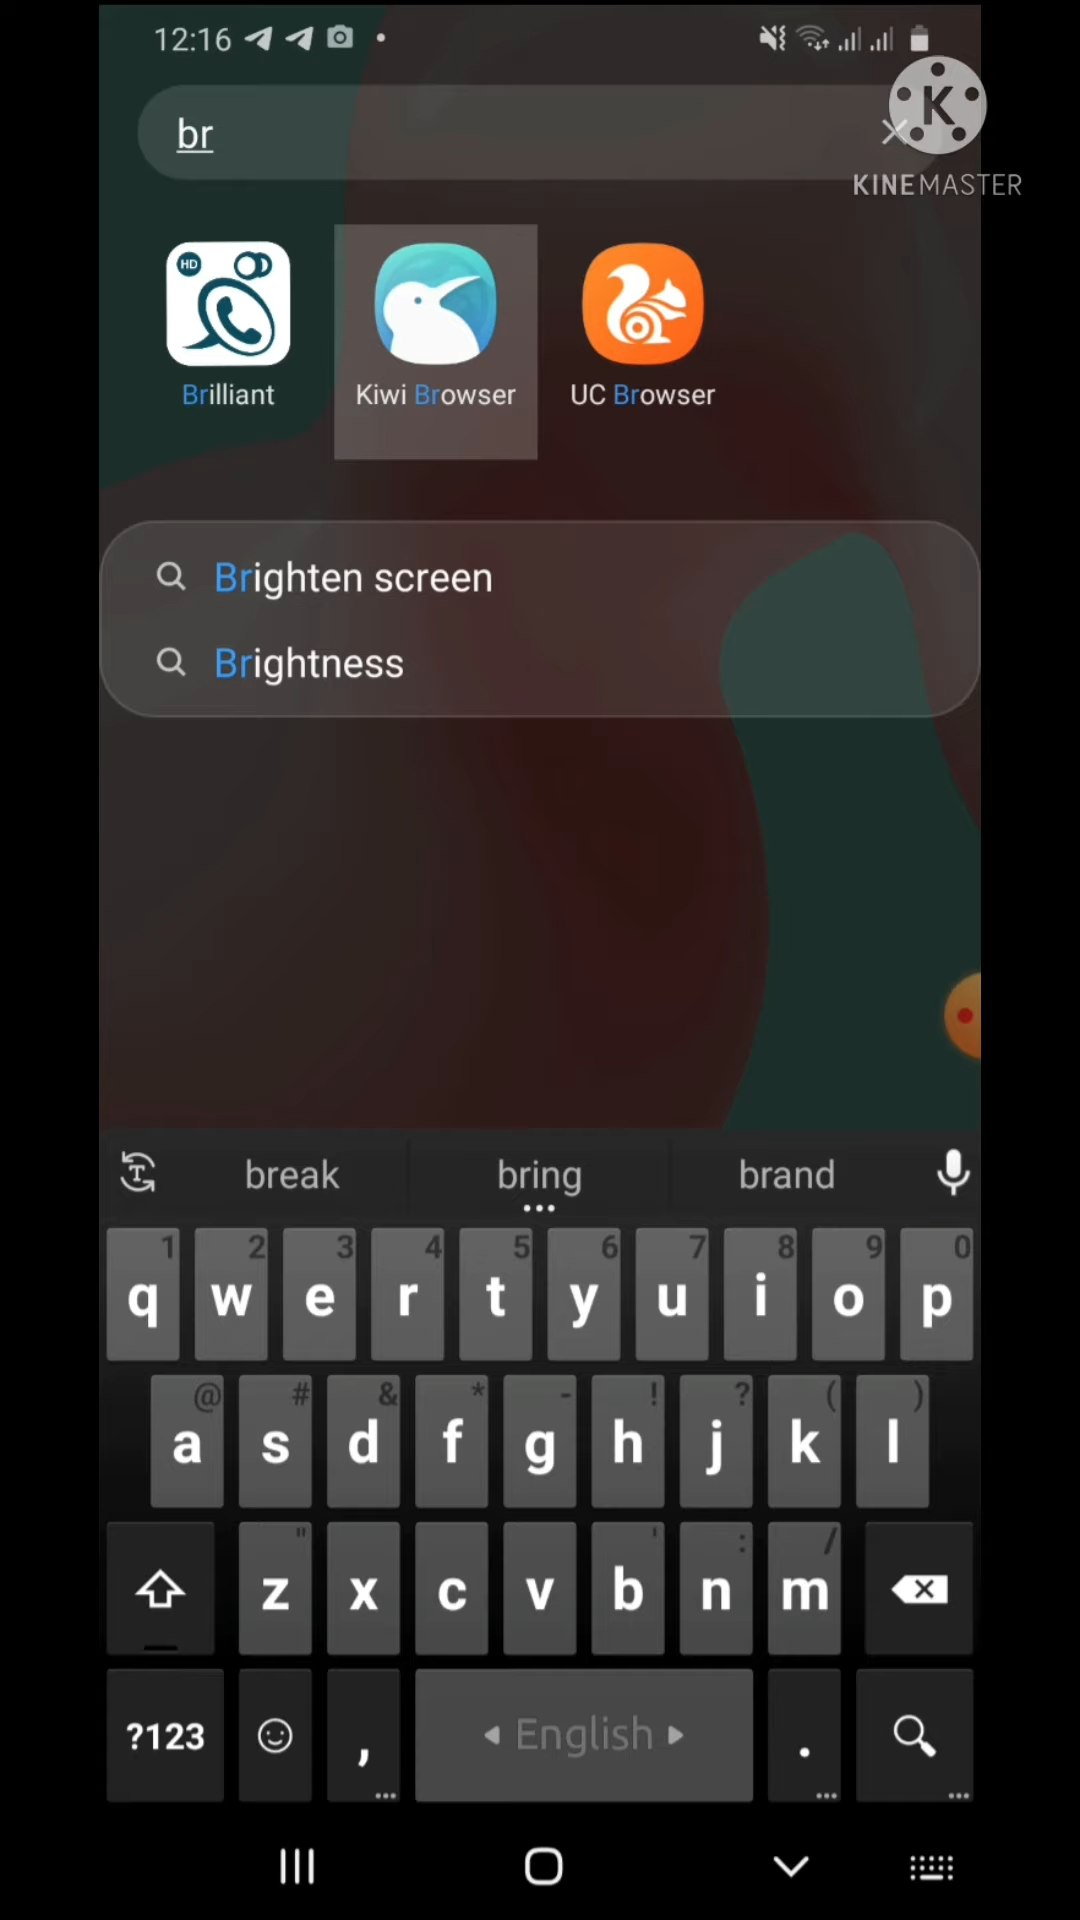 12:16
br
K
KINEMASTER
HD
Brilliant
Kiwi Browser
UC Browser
Brighten screen
Brightness
T
break bring brand
1 2 3 4 5 6 7 8 9 0
q w e r t y u i o p
@ # & * - ! ? ( )
a s d f g h j k l
" ' : /
z x c v b n m
?123 , English .